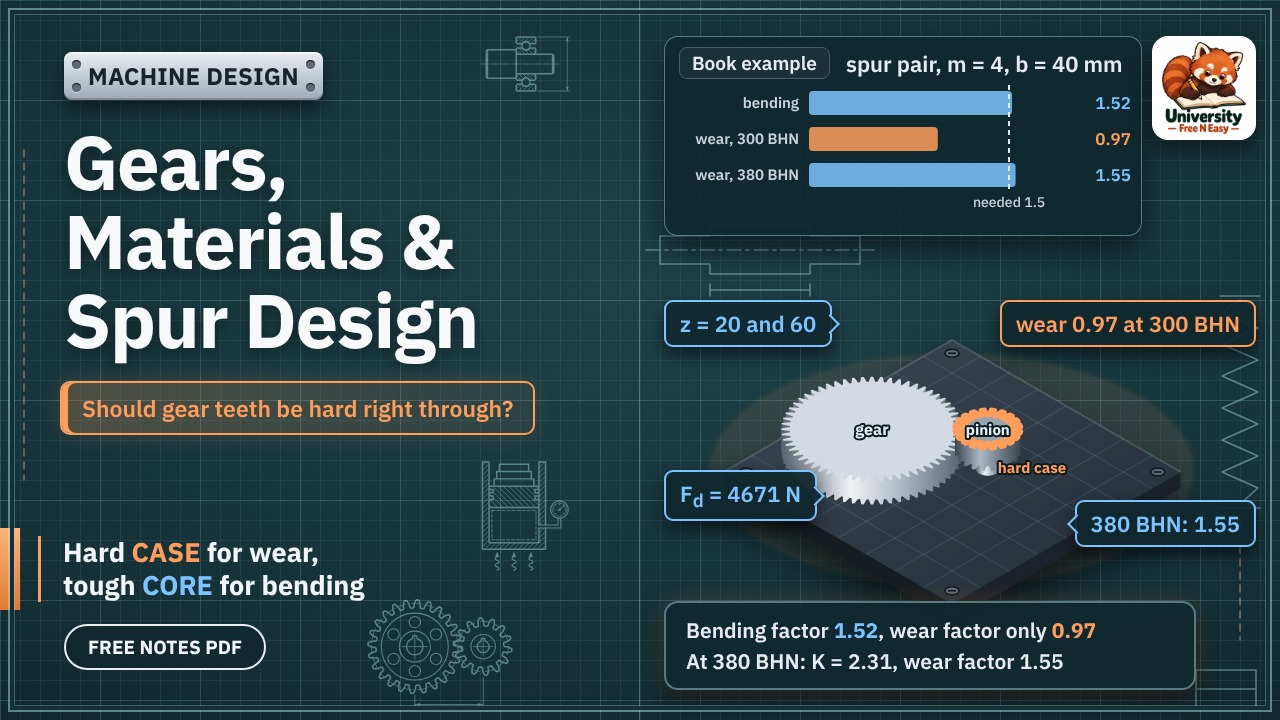 MACHINE DESIGN
Gears,
Materials &
Spur Design
Should gear teeth be hard right through?
Hard CASE for wear,
tough CORE for bending
FREE NOTES PDF
Book example
spur pair, m = 4, b = 40 mm
bending 1.52
wear, 300 BHN 0.97
wear, 380 BHN 1.55
needed 1.5
University
Free N Easy
z = 20 and 60
wear 0.97 at 300 BHN
gear
pinion
hard case
Fd = 4671 N
380 BHN: 1.55
Bending factor 1.52, wear factor only 0.97
At 380 BHN: K = 2.31, wear factor 1.55